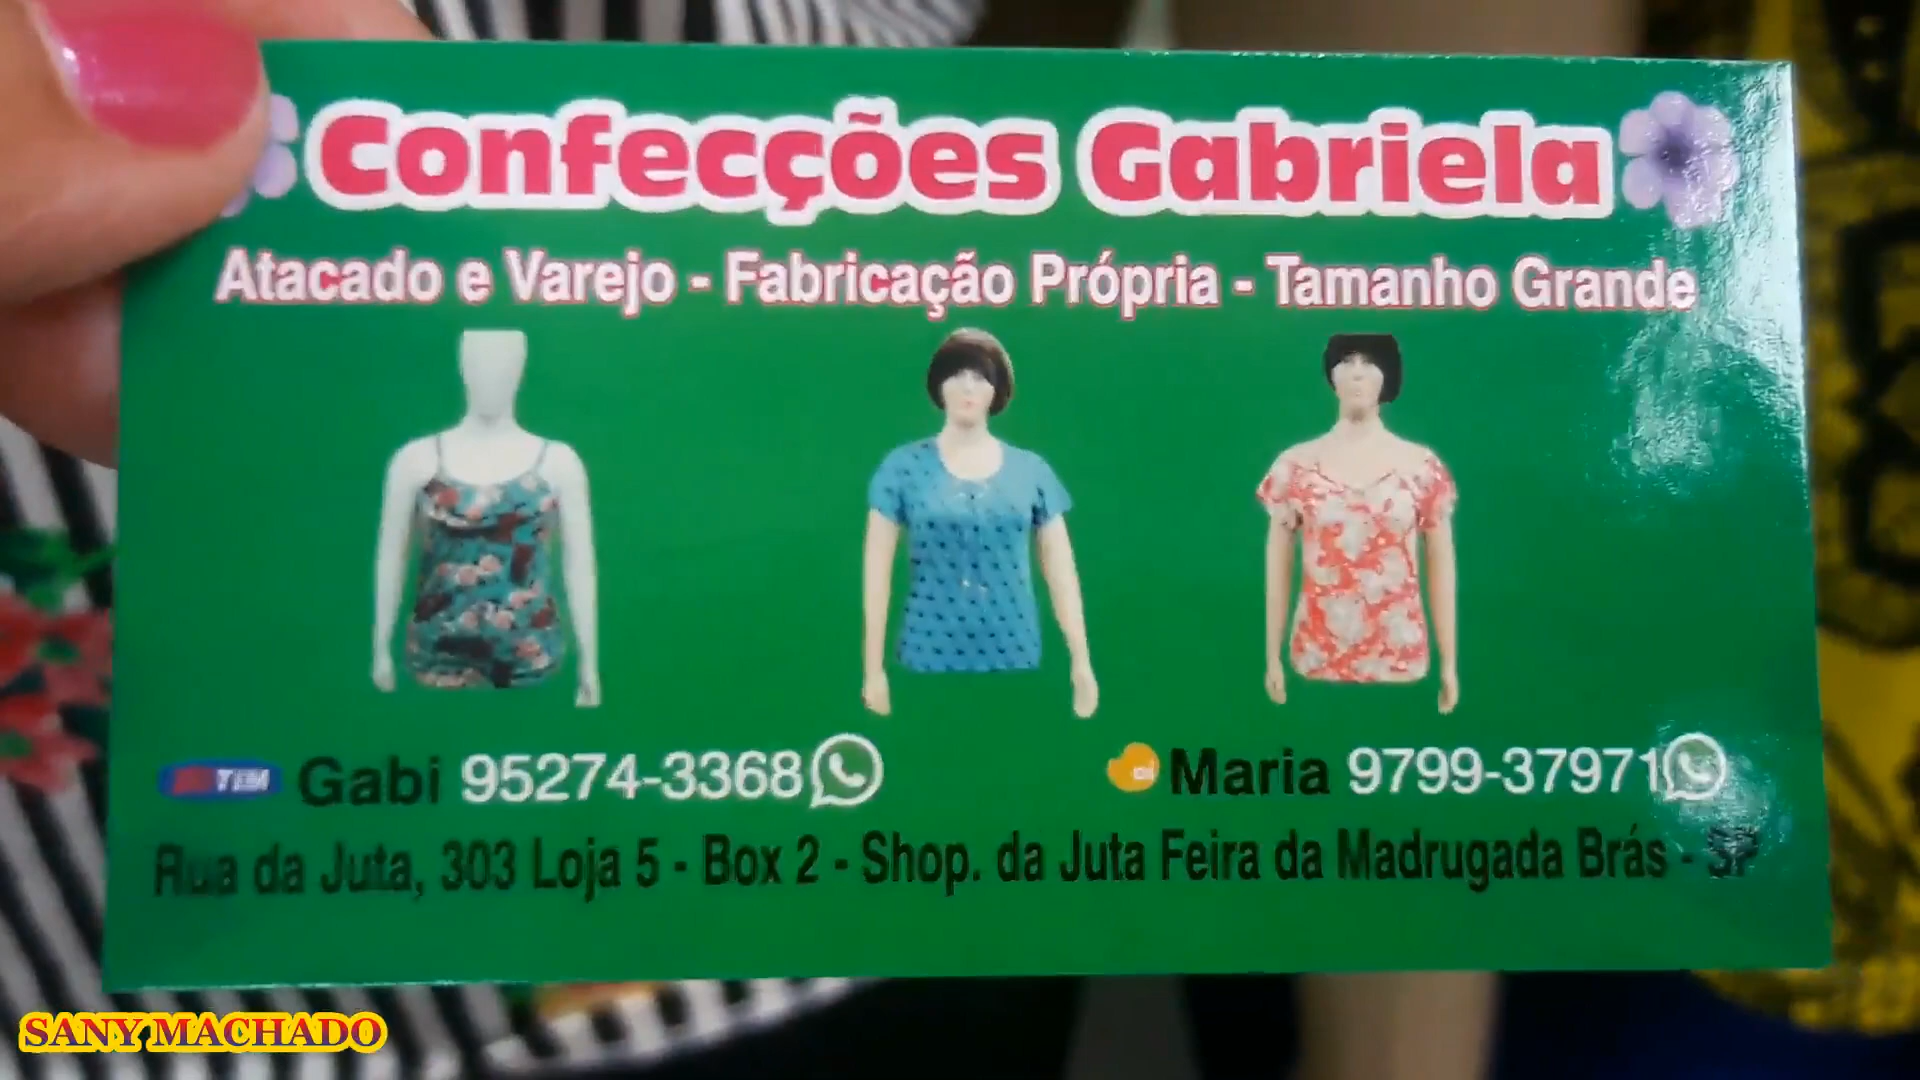 Confecções Gabriela
Atacado e Varejo - Fabricação Própria - Tamanho Grande
TIM Gabi 95274-3368 oi Maria 9799-37971
Rua da Juta, 303 Loja 5 - Box 2 - Shop. da Juta Feira da Madrugada Brás - SP
SANY MACHADO